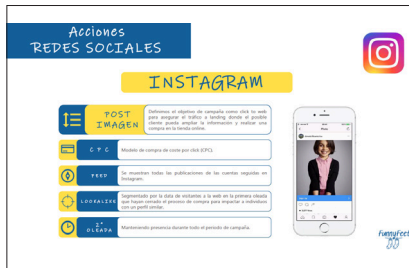 Acciones
REDES SOCIALES
INSTAGRAM
POST
IMAGEN
Definimos el objetivo de campaña como click to web
para asegurar el tráfico a landing donde el posible
cliente pueda ampliar la información y realizar una
compra en la tienda online.
CPC
Modelo de compra de coste por click (CPC).
FEED
Se muestran todas las publicaciones de las cuentas seguidas en
Instagram.
LOOKALIKE
Segmentado por la data de visitantes a la web en la primera oleada
que hayan cerrado el proceso de compra para impactar a individuos
con un perfil similar.
2ª
OLEADA
Manteniendo presencia durante todo el periodo de campaña.
Photo
FunnyFeet